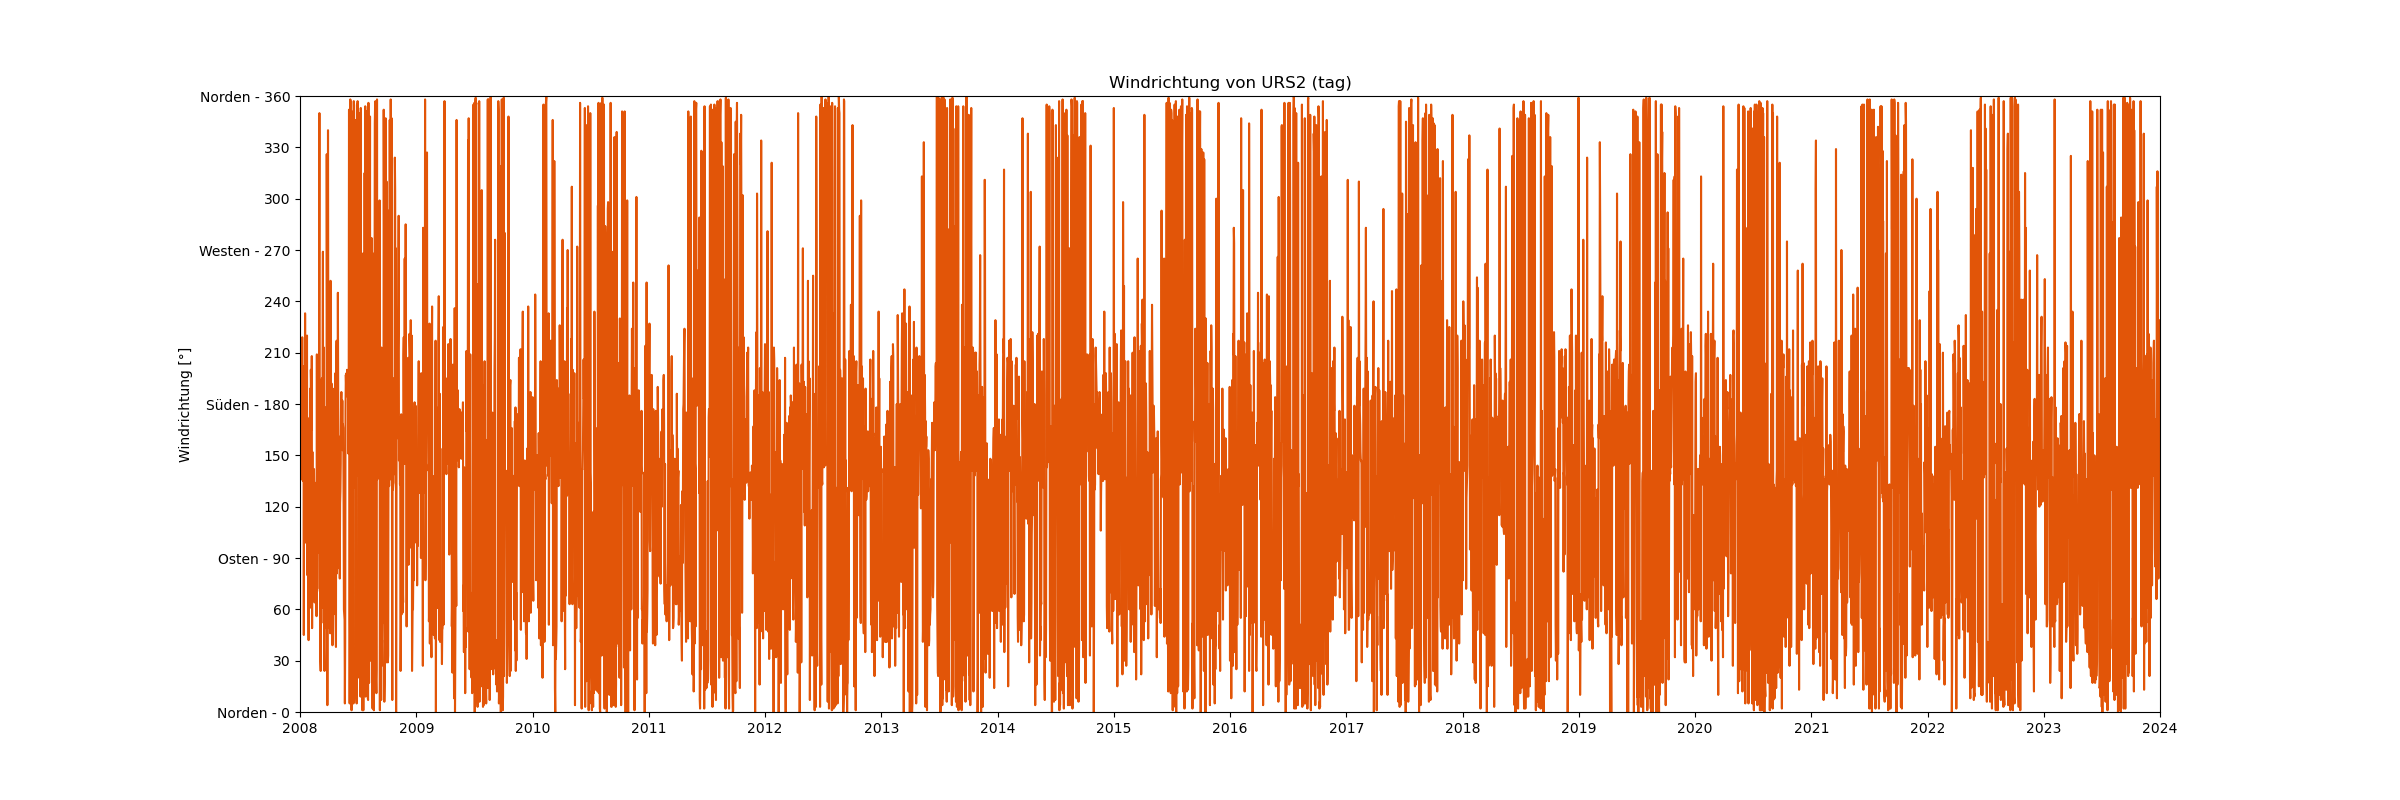 Windrichtung von URS2 (tag)
Norden - 360
330
300
Westen - 270
240
210
Süden - 180
150
120
Osten - 90
60
30
Norden - 0
Windrichtung [°]
2008 2009 2010 2011 2012 2013 2014 2015 2016 2017 2018 2019 2020 2021 2022 2023 2024